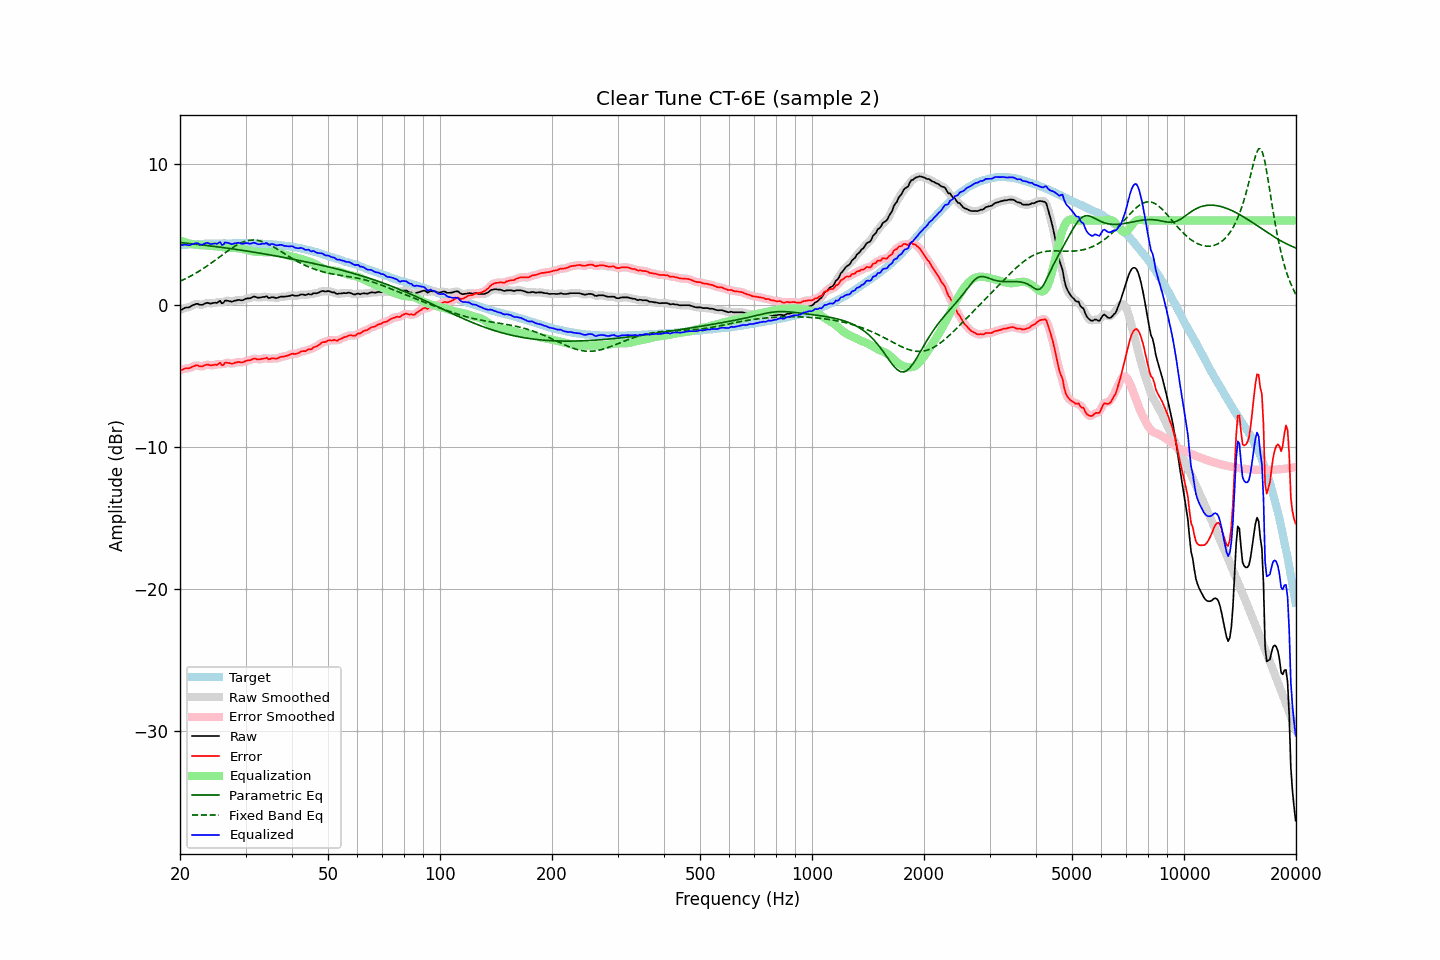 Clear Tune CT-6E (sample 2)
10
0
−10
−20
−30
Amplitude (dBr)
Target
Raw Smoothed
Error Smoothed
Raw
Error
Equalization
Parametric Eq
Fixed Band Eq
Equalized
20 50 100 200 500 1000 2000 5000 10000 20000
Frequency (Hz)